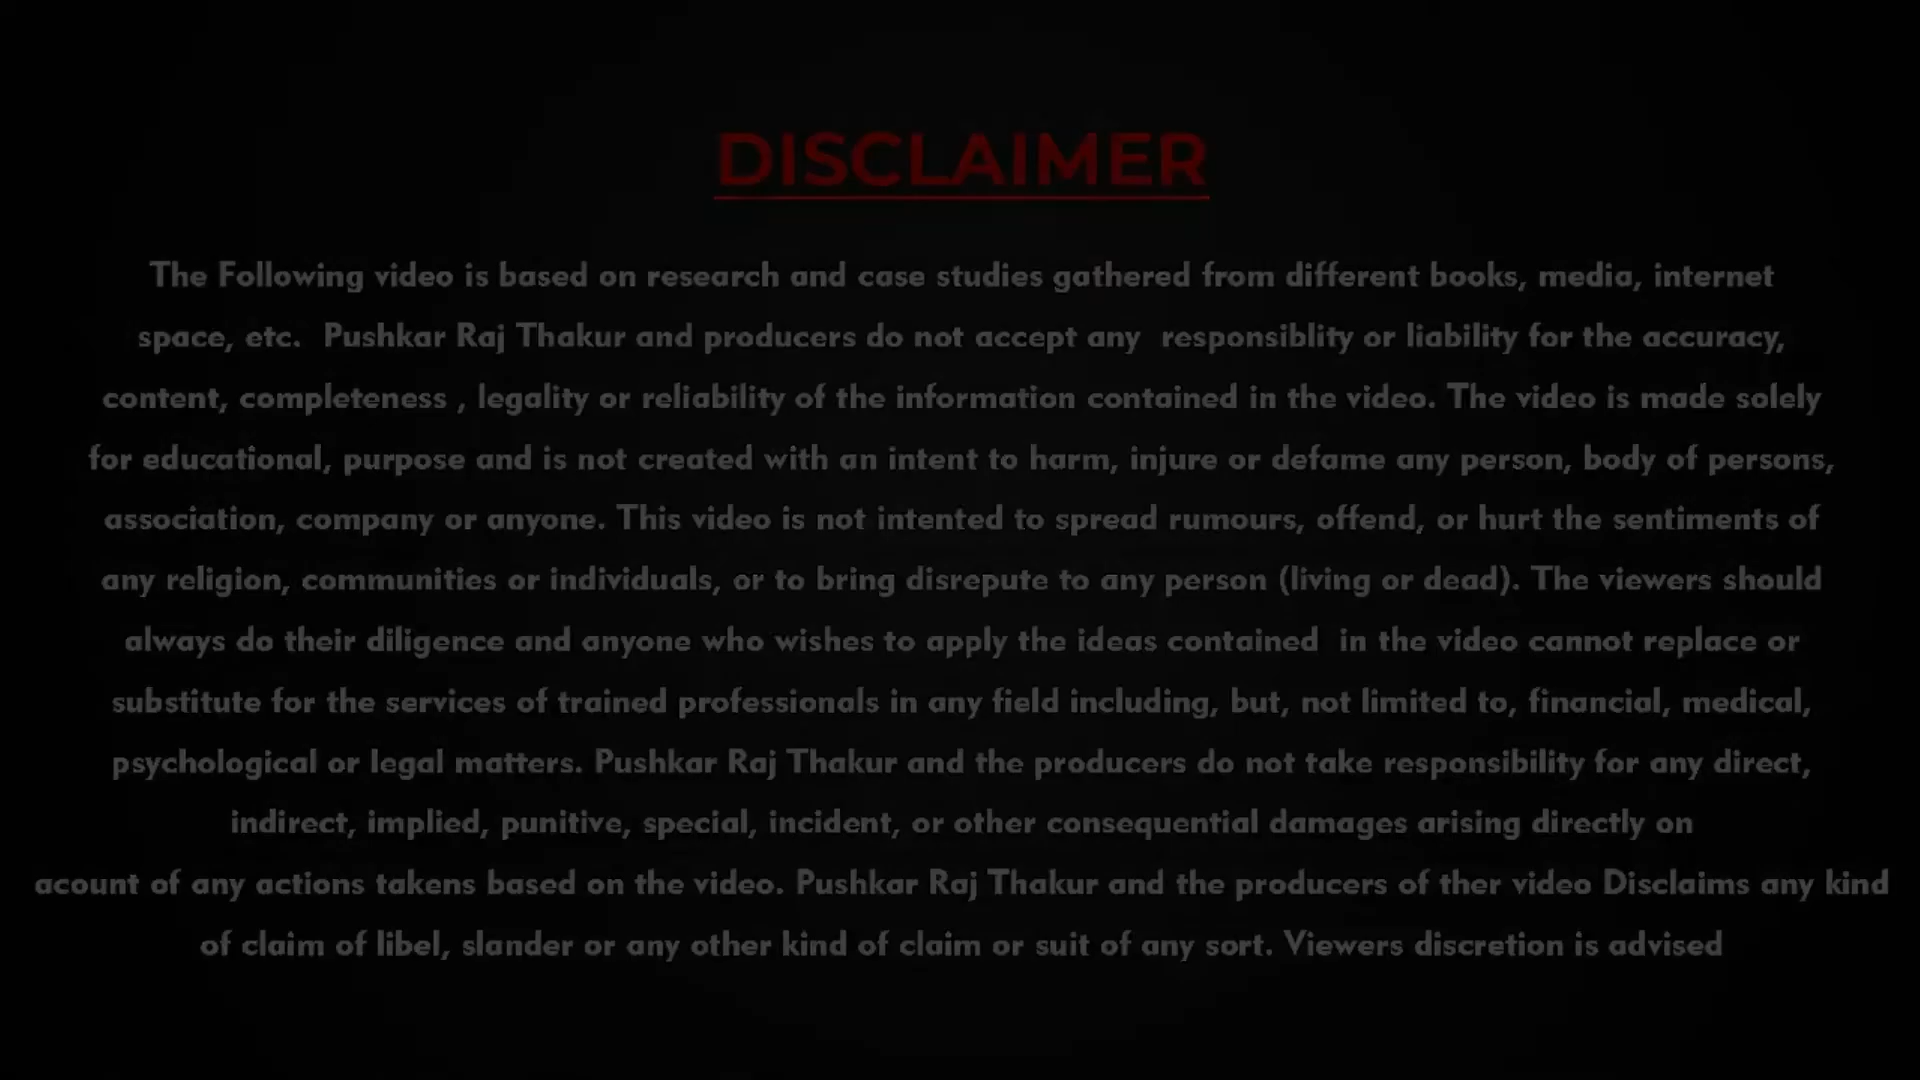 DISCLAIMER
The Following video is based on research and case studies gathered from different books, media, internet
space, etc.  Pushkar Raj Thakur and producers do not accept any  responsiblity or liability for the accuracy,
content, completeness , legality or reliability of the information contained in the video. The video is made solely
for educational, purpose and is not created with an intent to harm, injure or defame any person, body of persons,
association, company or anyone. This video is not intented to spread rumours, offend, or hurt the sentiments of
any religion, communities or individuals, or to bring disrepute to any person (living or dead). The viewers should
always do their diligence and anyone who wishes to apply the ideas contained  in the video cannot replace or
substitute for the services of trained professionals in any field including, but, not limited to, financial, medical,
psychological or legal matters. Pushkar Raj Thakur and the producers do not take responsibility for any direct,
indirect, implied, punitive, special, incident, or other consequential damages arising directly on
acount of any actions takens based on the video. Pushkar Raj Thakur and the producers of ther video Disclaims any kind
of claim of libel, slander or any other kind of claim or suit of any sort. Viewers discretion is advised